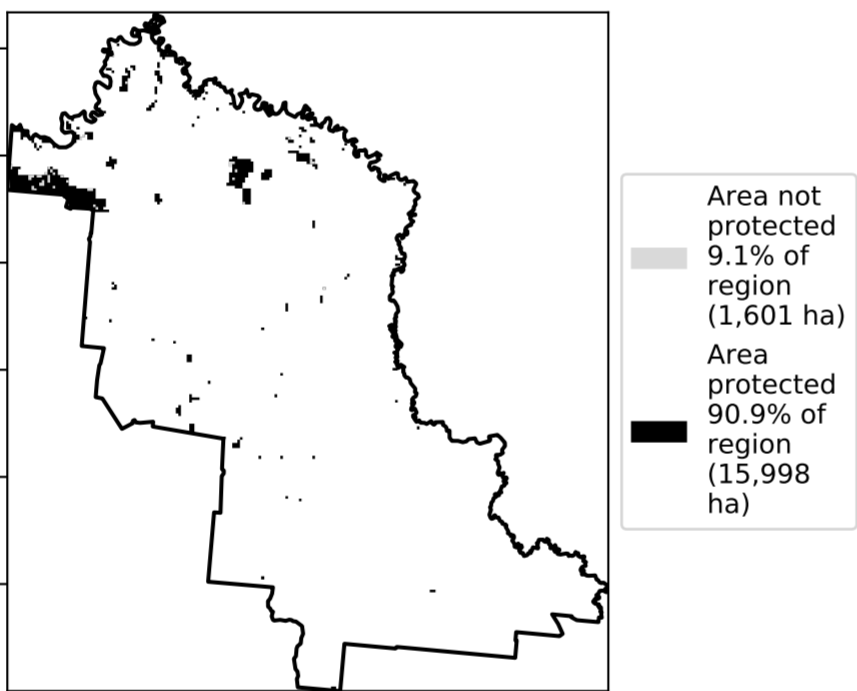 Area not
protected
9.1% of
region
(1,601 ha)
Area
protected
90.9% of
region
(15,998
ha)